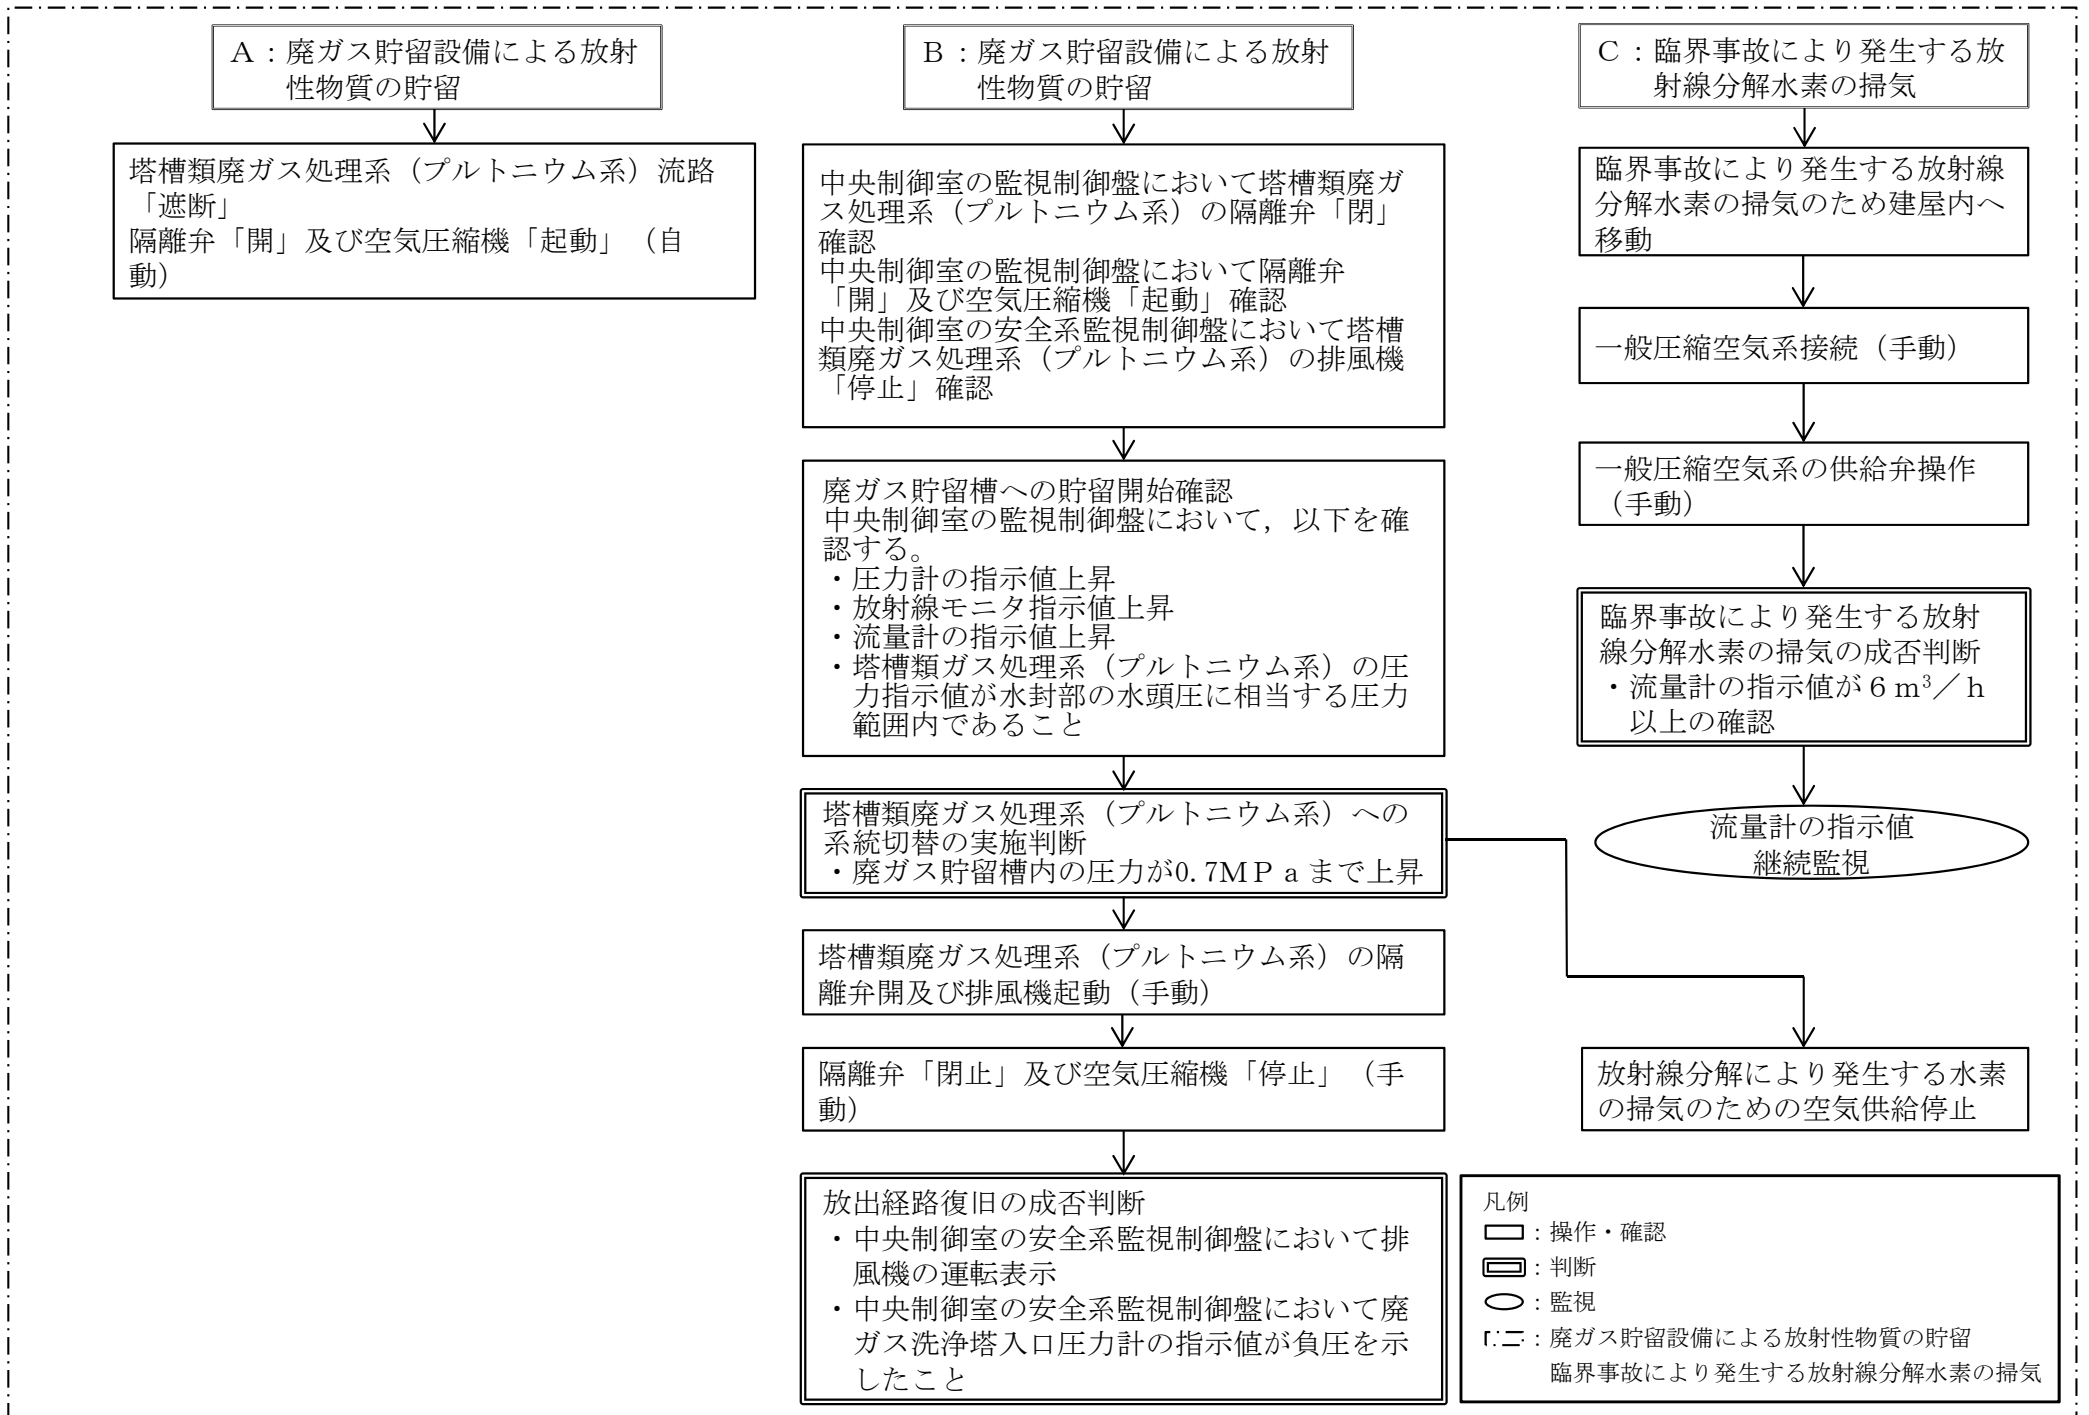 A：廃ガス貯留設備による放射
性物質の貯留
塔槽類廃ガス処理系（プルトニウム系）流路
「遮断」
隔離弁「開」及び空気圧縮機「起動」（自
動）
B：廃ガス貯留設備による放射
性物質の貯留
中央制御室の監視制御盤において塔槽類廃ガ
ス処理系（プルトニウム系）の隔離弁「閉」
確認
中央制御室の監視制御盤において隔離弁
「開」及び空気圧縮機「起動」確認
中央制御室の安全系監視制御盤において塔槽
類廃ガス処理系（プルトニウム系）の排風機
「停止」確認
廃ガス貯留槽への貯留開始確認
中央制御室の監視制御盤において，以下を確
認する。
・圧力計の指示値上昇
・放射線モニタ指示値上昇
・流量計の指示値上昇
・塔槽類ガス処理系（プルトニウム系）の圧
力指示値が水封部の水頭圧に相当する圧力
範囲内であること
塔槽類廃ガス処理系（プルトニウム系）への
系統切替の実施判断
・廃ガス貯留槽内の圧力が0.7MPaまで上昇
塔槽類廃ガス処理系（プルトニウム系）の隔
離弁開及び排風機起動（手動）
隔離弁「閉止」及び空気圧縮機「停止」（手
動）
放出経路復旧の成否判断
・中央制御室の安全系監視制御盤において排
風機の運転表示
・中央制御室の安全系監視制御盤において廃
ガス洗浄塔入口圧力計の指示値が負圧を示
したこと
C：臨界事故により発生する放
射線分解水素の掃気
臨界事故により発生する放射線
分解水素の掃気のため建屋内へ
移動
一般圧縮空気系接続（手動）
一般圧縮空気系の供給弁操作
（手動）
臨界事故により発生する放射
線分解水素の掃気の成否判断
・流量計の指示値が６m³／h
以上の確認
流量計の指示値
継続監視
放射線分解により発生する水素
の掃気のための空気供給停止
凡例
：操作・確認
：判断
：監視
：廃ガス貯留設備による放射性物質の貯留
臨界事故により発生する放射線分解水素の掃気